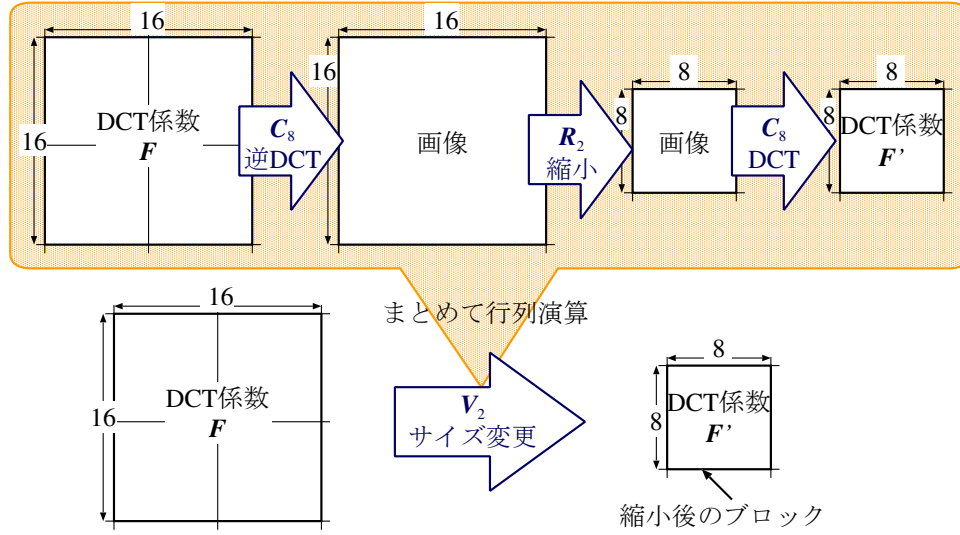 16
16
DCT係数
F
C8
逆DCT
16
16
画像
R2
縮小
8
8
画像
C8
DCT
8
8
DCT係数
F'
まとめて行列演算
16
16
DCT係数
F
V2
サイズ変更
8
8
DCT係数
F'
縮小後のブロック